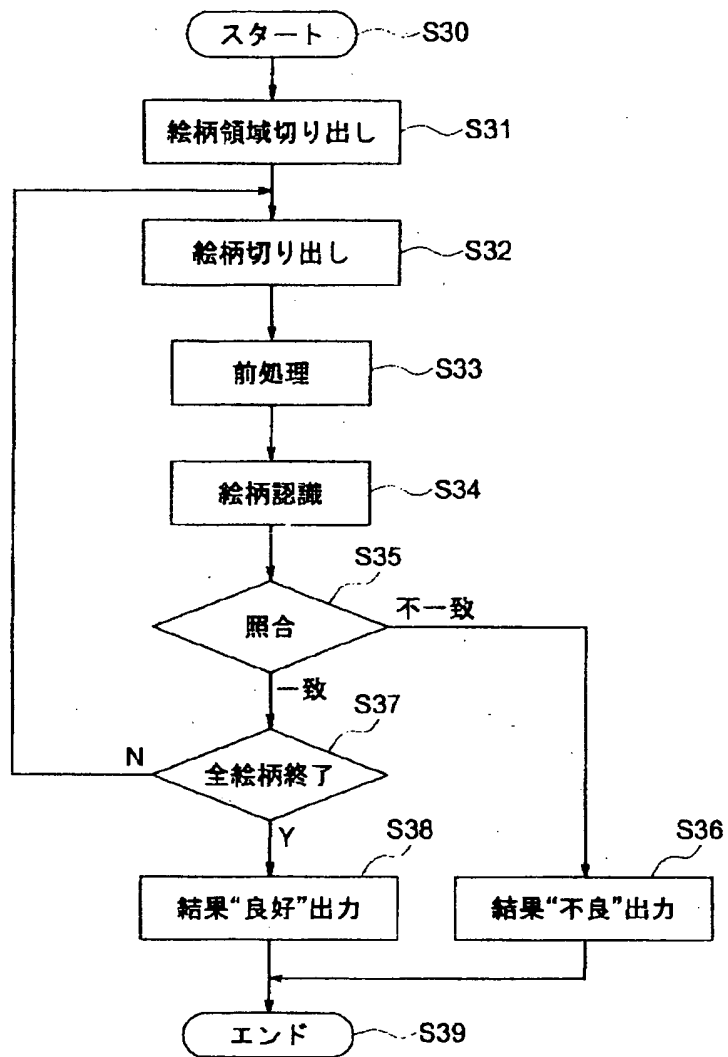 スタート
S30
絵柄領域切り出し
S31
絵柄切り出し
S32
前処理
S33
絵柄認識
S34
S35
照合
不一致
一致
S37
N
全絵柄終了
Y
S38
S36
結果“良好”出力
結果“不良”出力
エンド
S39